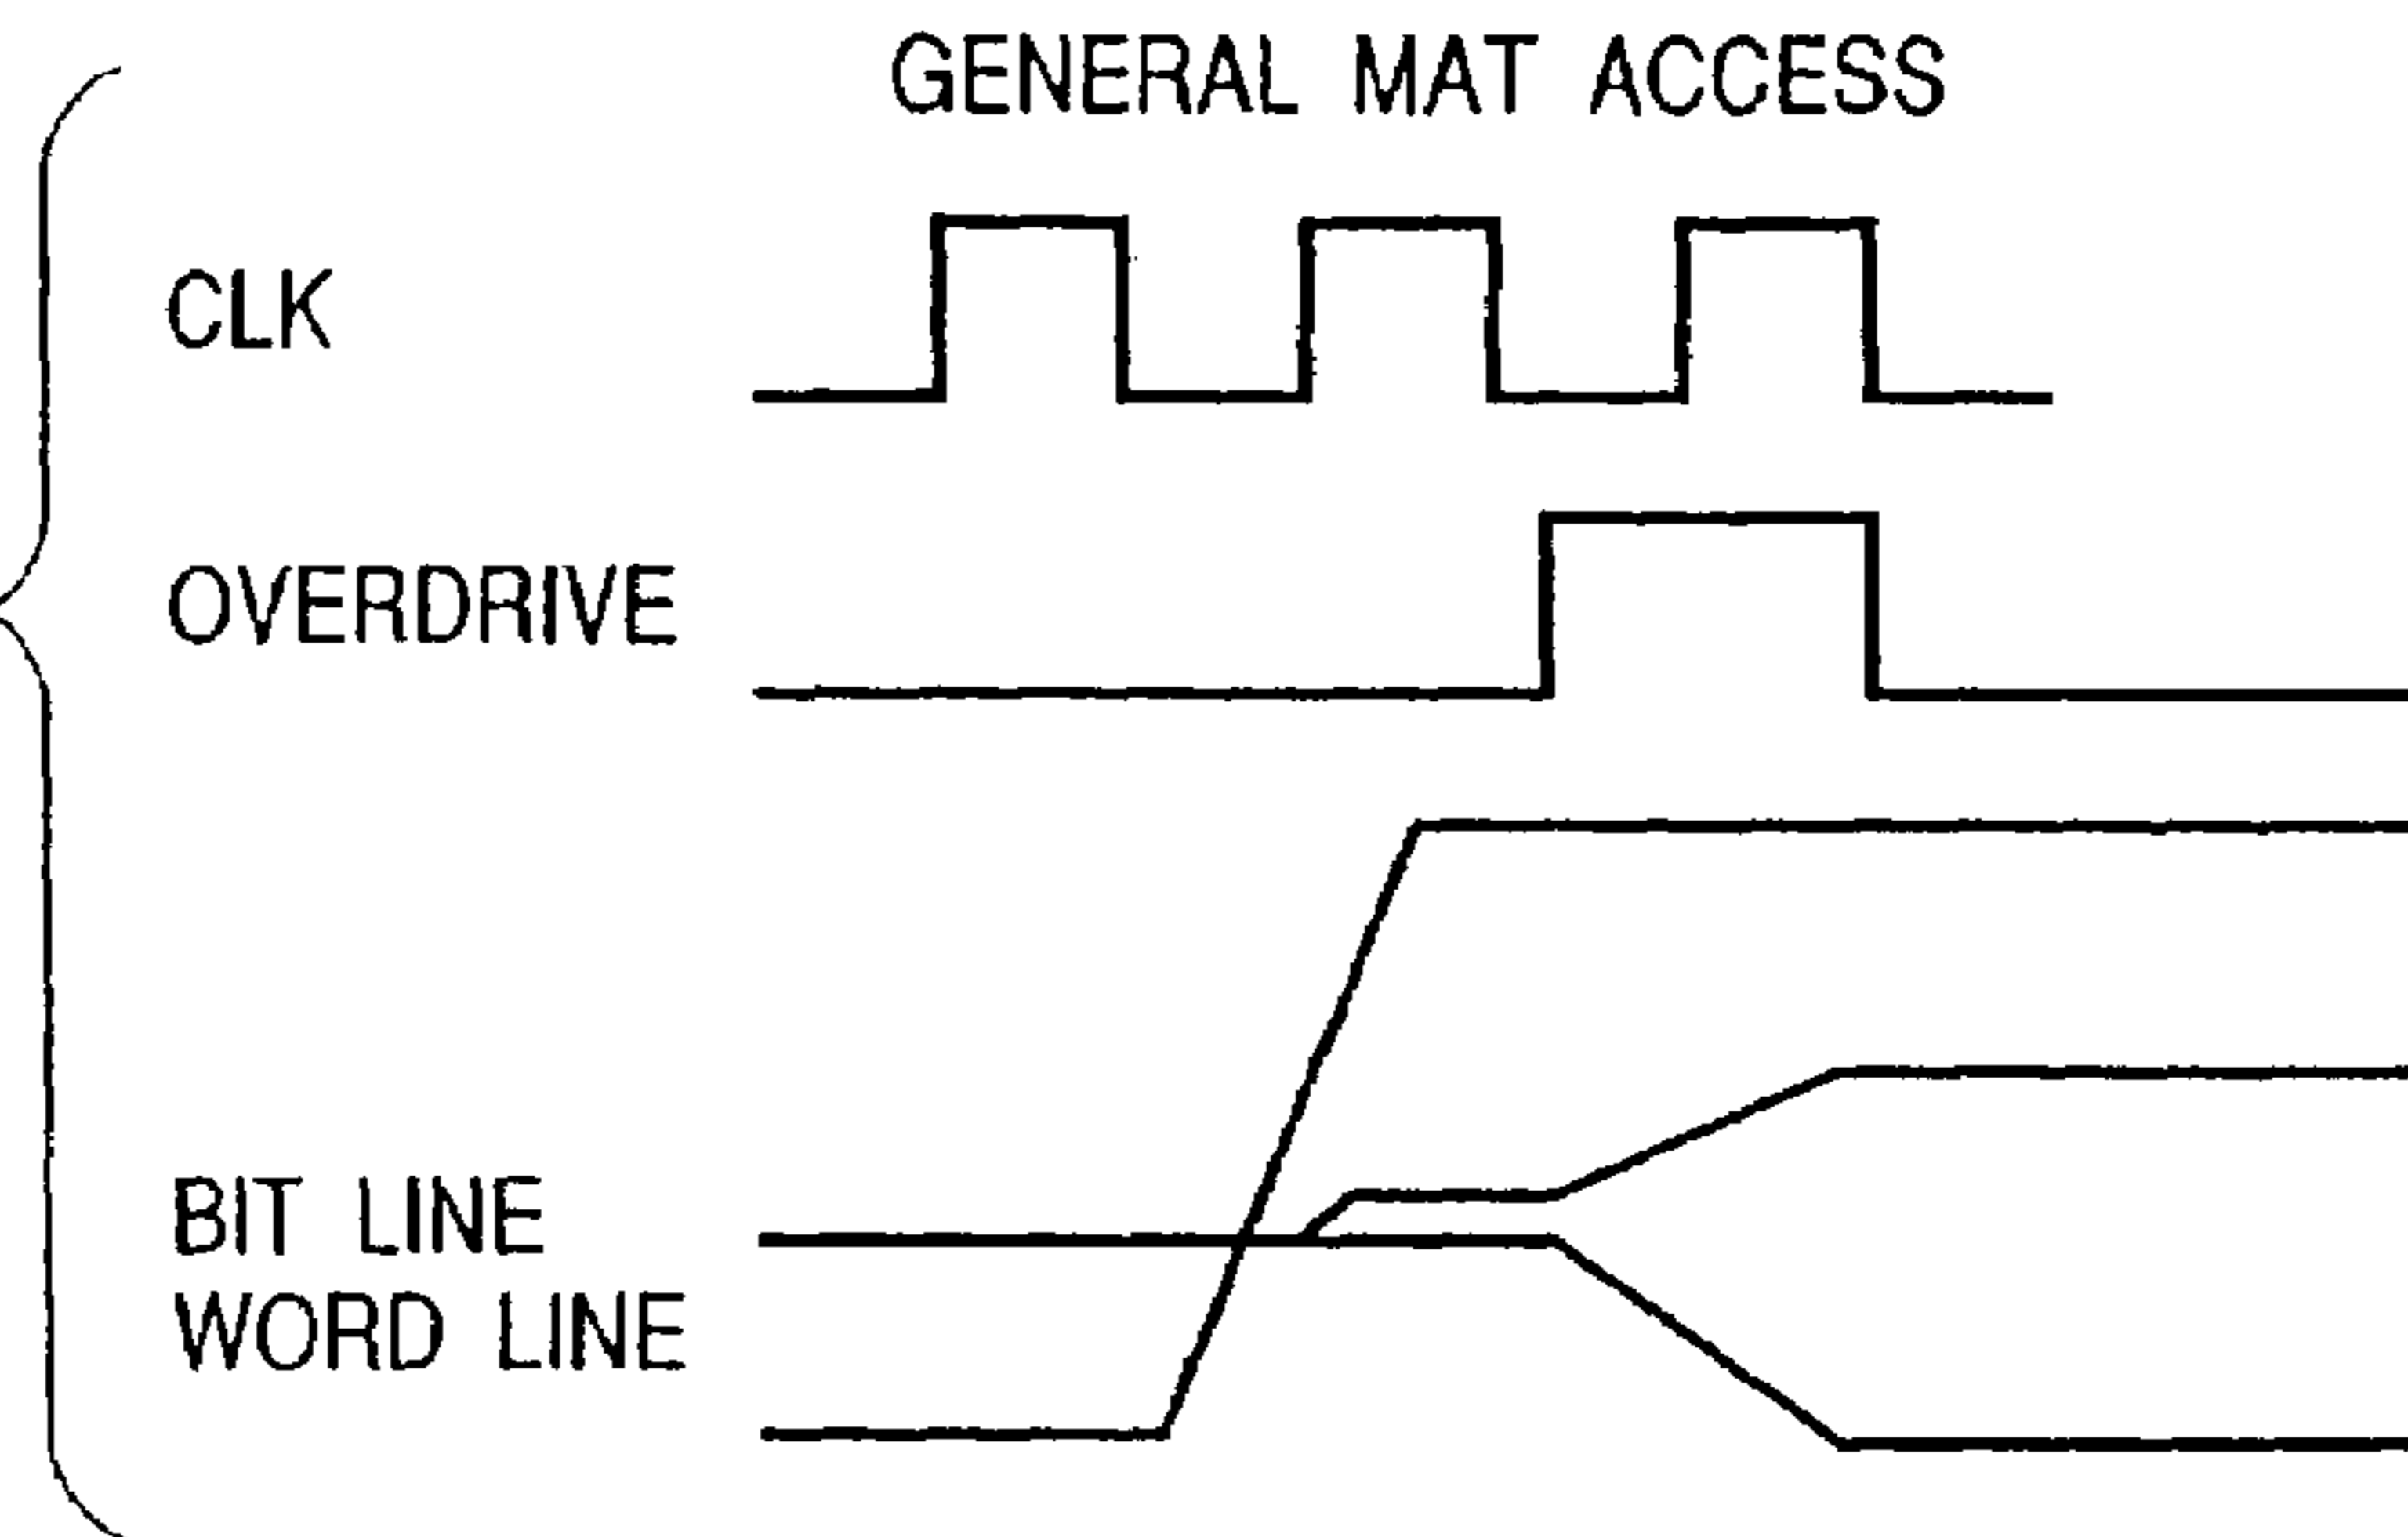 GENERAL MAT ACCESS
CLK
OVERDRIVE
BIT LINE
WORD LINE